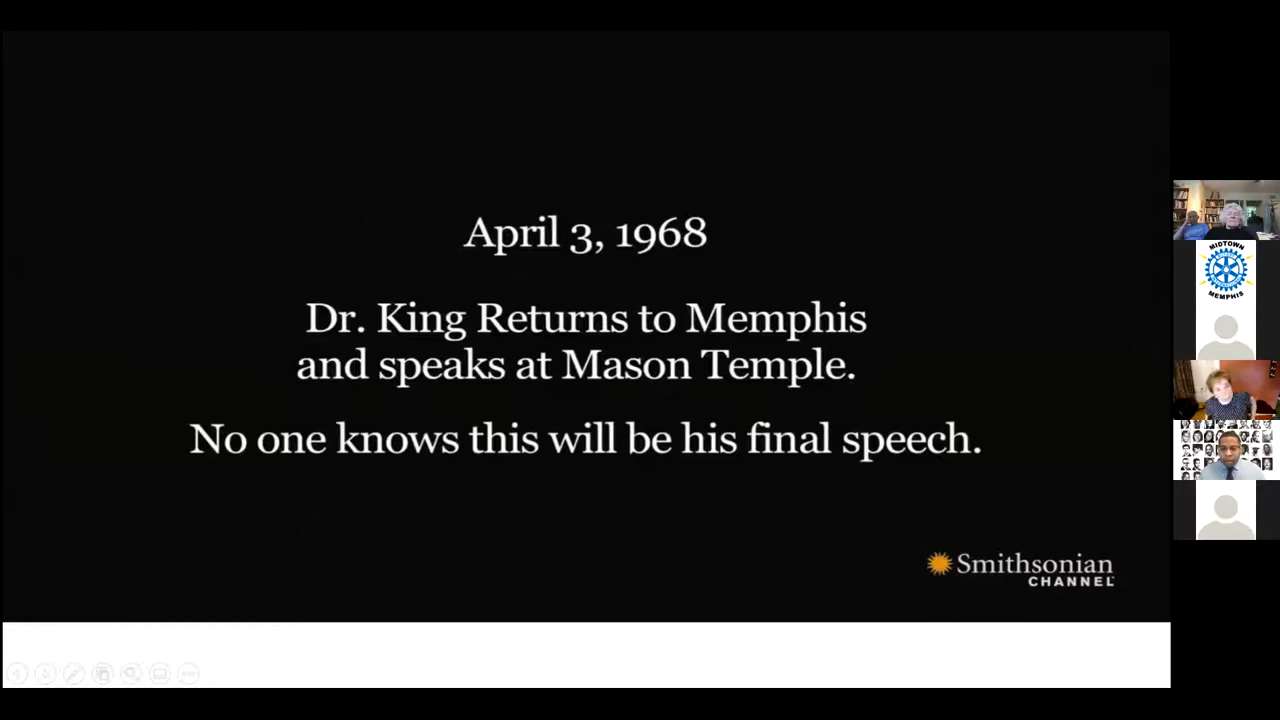 April 3, 1968
Dr. King Returns to Memphis
and speaks at Mason Temple.
No one knows this will be his final speech.
Smithsonian
CHANNEL
MIDTOWN
MEMPHIS